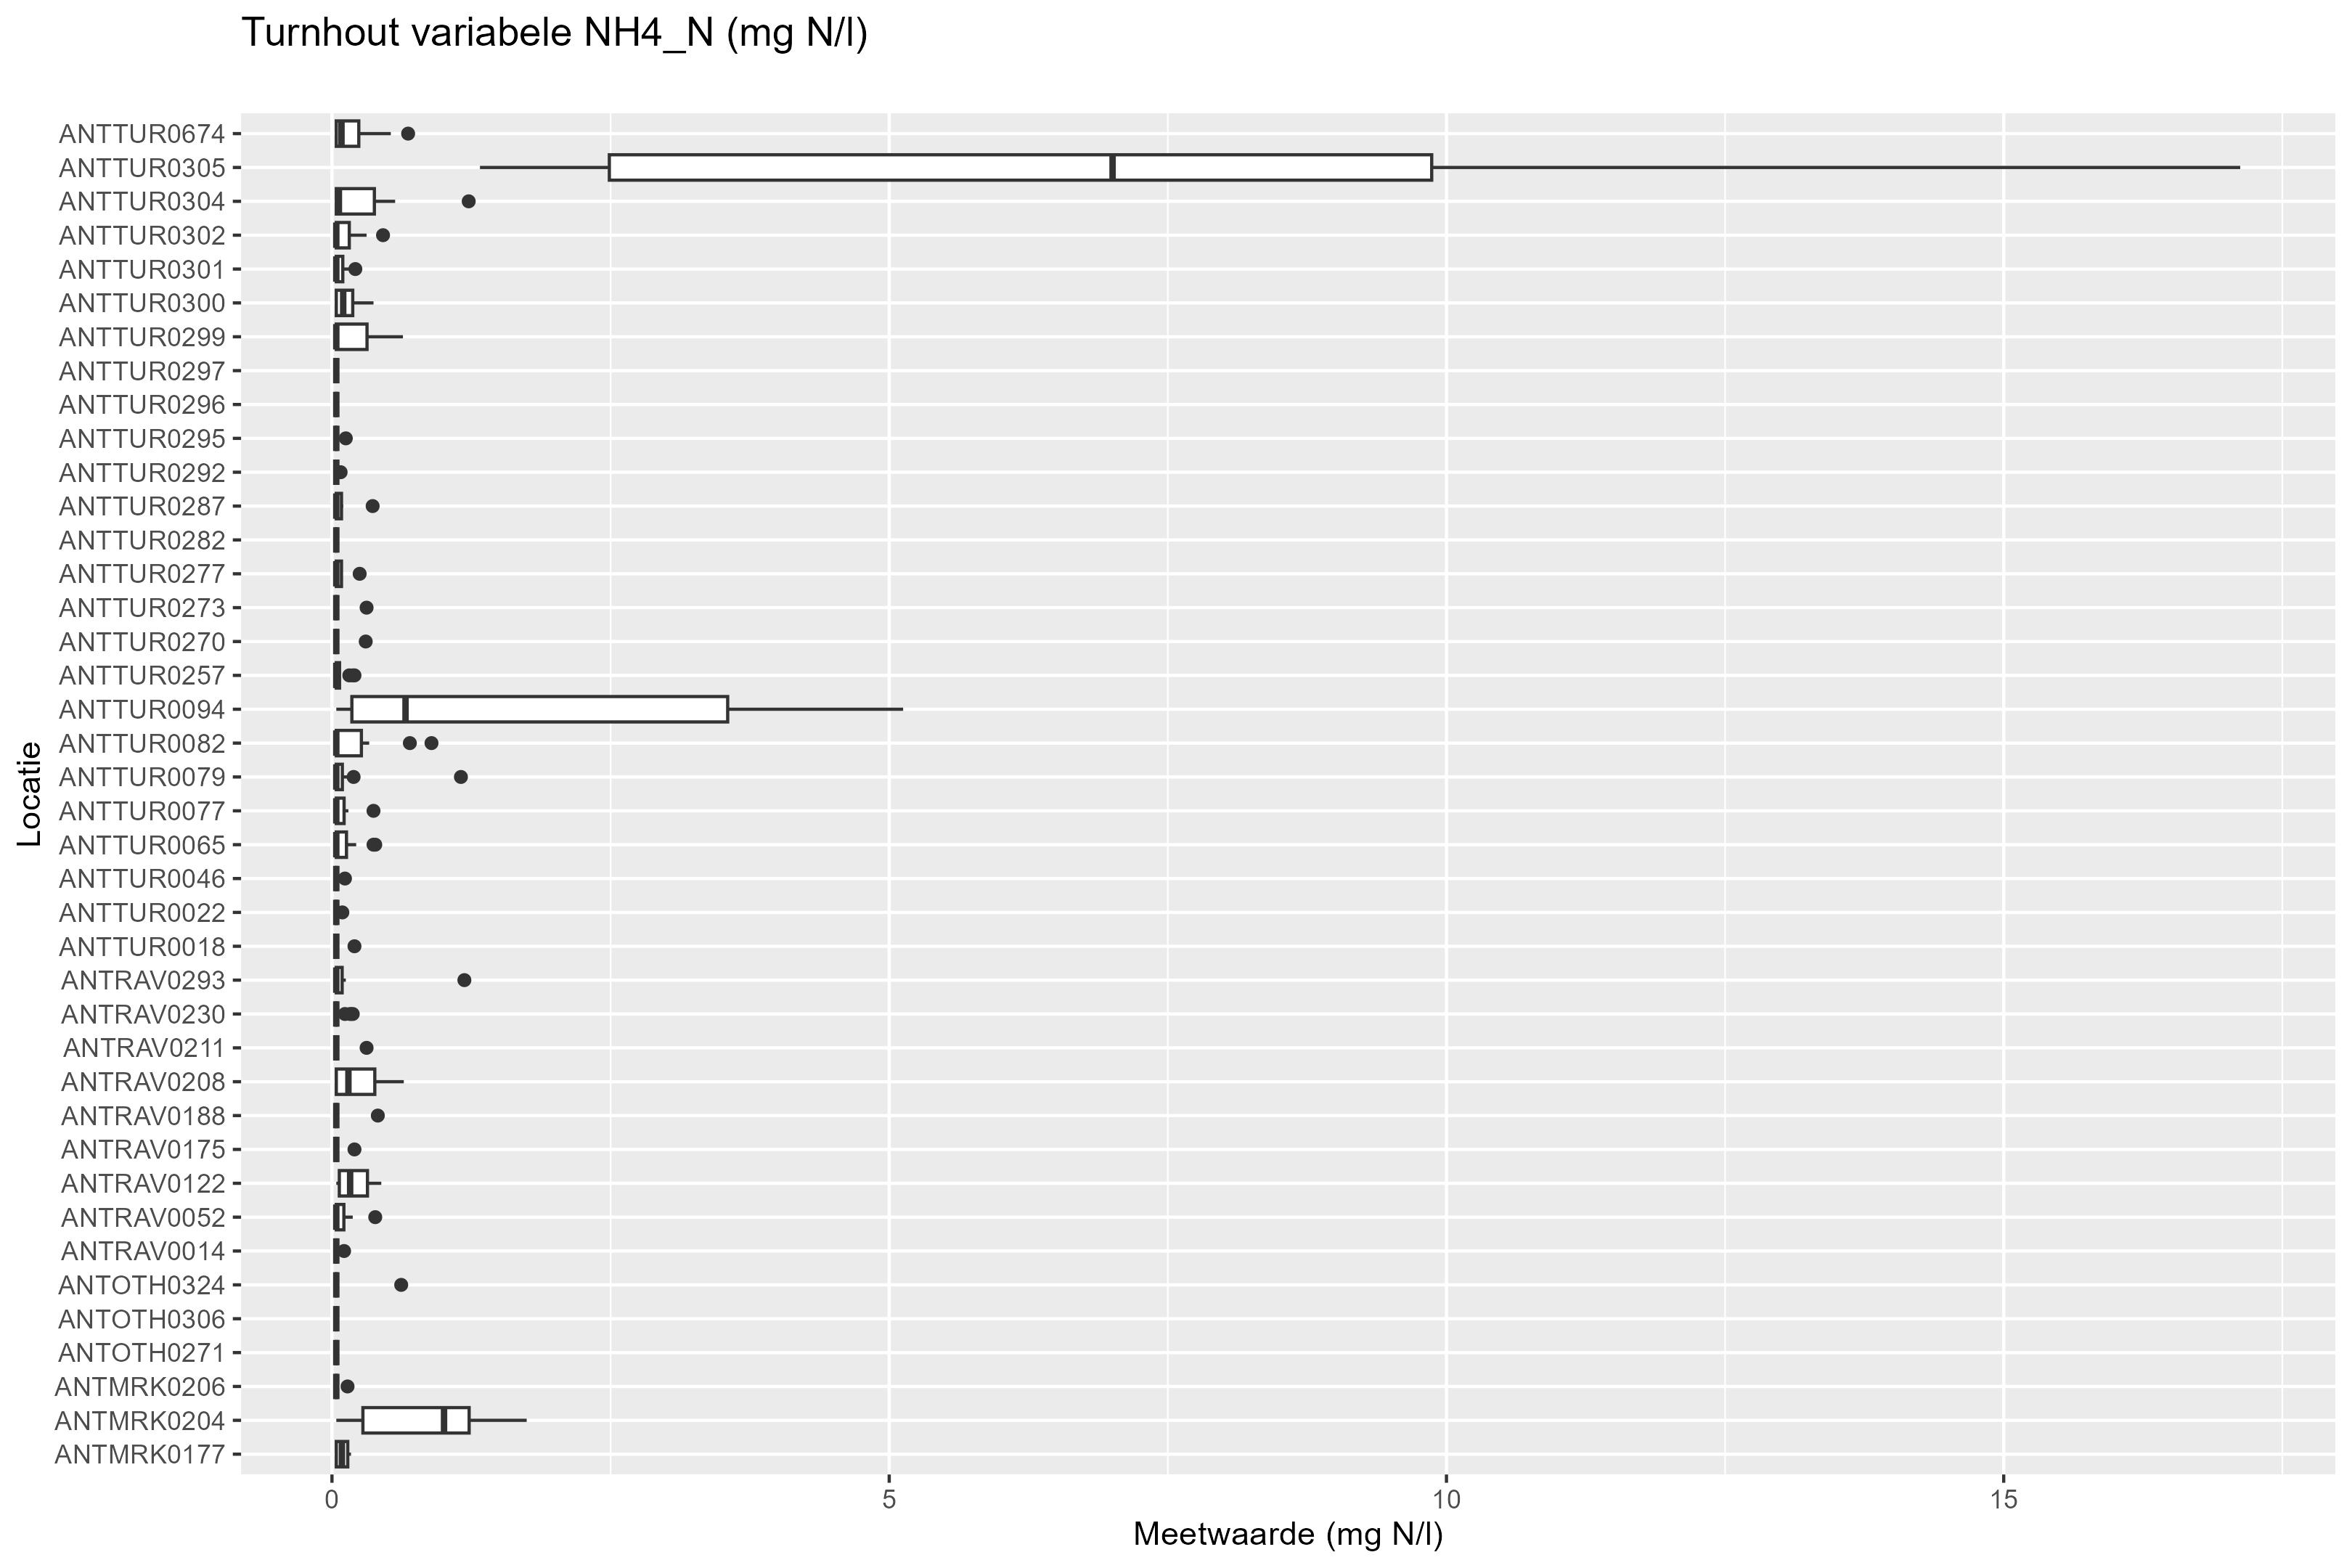 Turnhout variabele NH4_N (mg N/l)
ANTTUR0674
ANTTUR0305
ANTTUR0304
ANTTUR0302
ANTTUR0301
ANTTUR0300
ANTTUR0299
ANTTUR0297
ANTTUR0296
ANTTUR0295
ANTTUR0292
ANTTUR0287
ANTTUR0282
ANTTUR0277
ANTTUR0273
ANTTUR0270
ANTTUR0257
ANTTUR0094
ANTTUR0082
ANTTUR0079
ANTTUR0077
ANTTUR0065
ANTTUR0046
ANTTUR0022
ANTTUR0018
ANTRAV0293
ANTRAV0230
ANTRAV0211
ANTRAV0208
ANTRAV0188
ANTRAV0175
ANTRAV0122
ANTRAV0052
ANTRAV0014
ANTOTH0324
ANTOTH0306
ANTOTH0271
ANTMRK0206
ANTMRK0204
ANTMRK0177
Locatie
0 5 10 15
Meetwaarde (mg N/l)